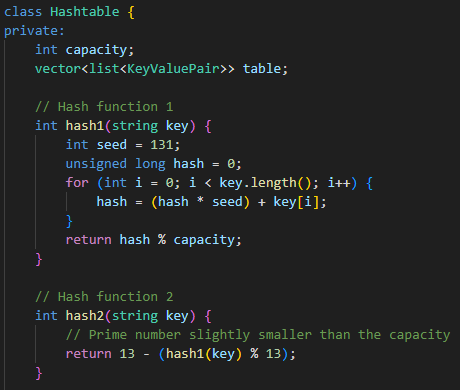 class Hashtable {
private:
    int capacity;
    vector<list<KeyValuePair>> table;

    // Hash function 1
    int hash1(string key) {
        int seed = 131;
        unsigned long hash = 0;
        for (int i = 0; i < key.length(); i++) {
            hash = (hash * seed) + key[i];
        }
        return hash % capacity;
    }

    // Hash function 2
    int hash2(string key) {
        // Prime number slightly smaller than the capacity
        return 13 - (hash1(key) % 13);
    }